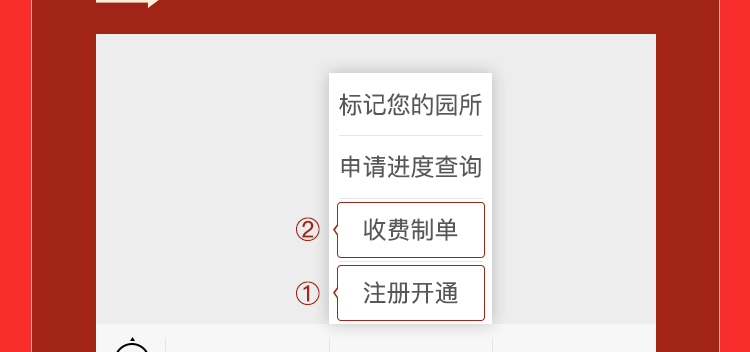 标记您的园所
申请进度查询
② 收费制单
① 注册开通